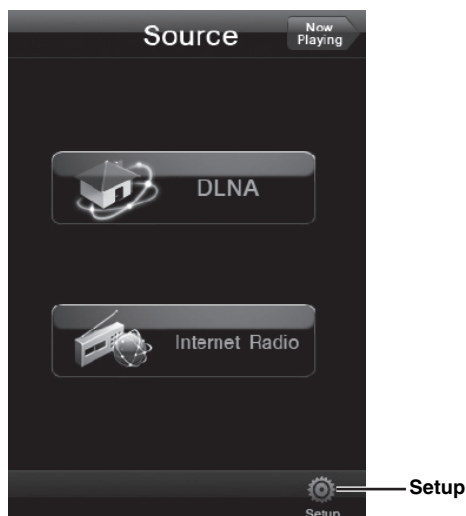 Source
Now
Playing
DLNA
Internet Radio
Setup
Setup